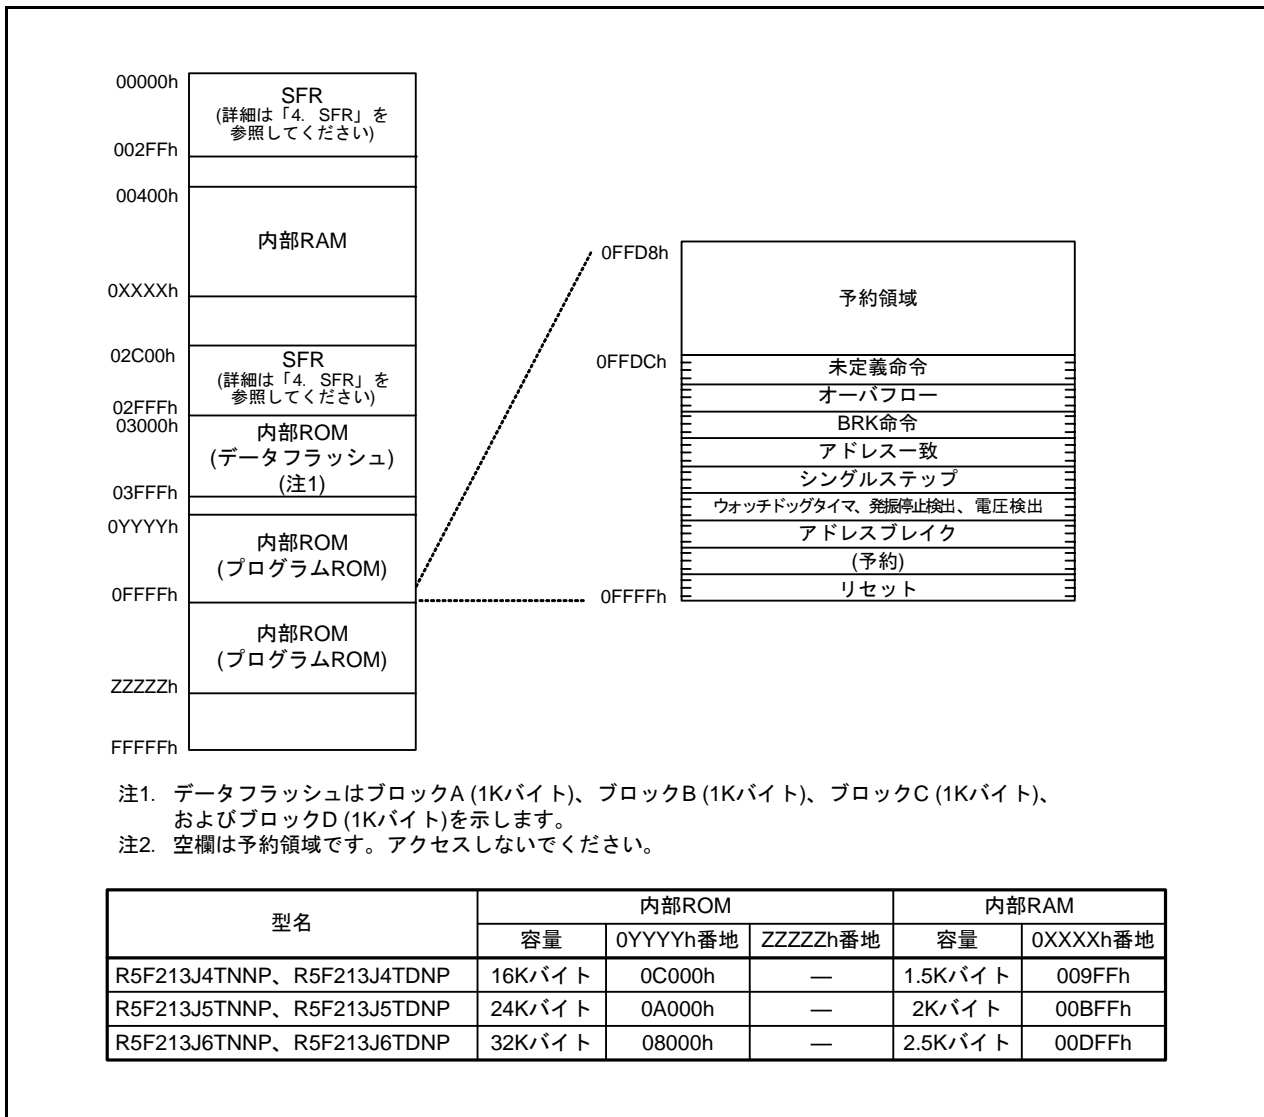 00000h
SFR
(詳細は「4. SFR」を
参照してください)
002FFh
00400h
内部RAM
0XXXXh
02C00h
SFR
(詳細は「4. SFR」を
参照してください)
02FFFh
03000h
内部ROM
(データフラッシュ)
(注1)
03FFFh
0YYYYh
内部ROM
(プログラムROM)
0FFFFh
内部ROM
(プログラムROM)
ZZZZZh
FFFFFh
0FFD8h
予約領域
0FFDCh
未定義命令
オーバフロー
BRK命令
アドレス一致
シングルステップ
ウォッチドッグタイマ、発振停止検出、電圧検出
アドレスブレイク
(予約)
0FFFFh
リセット
注1. データフラッシュはブロックA (1Kバイト)、ブロックB (1Kバイト)、ブロックC (1Kバイト)、
およびブロックD (1Kバイト)を示します。
注2. 空欄は予約領域です。アクセスしないでください。
型名 内部ROM 内部RAM
容量 0YYYYh番地 ZZZZZh番地 容量 0XXXXh番地
R5F213J4TNNP、R5F213J4TDNP 16Kバイト 0C000h — 1.5Kバイト 009FFh
R5F213J5TNNP、R5F213J5TDNP 24Kバイト 0A000h — 2Kバイト 00BFFh
R5F213J6TNNP、R5F213J6TDNP 32Kバイト 08000h — 2.5Kバイト 00DFFh